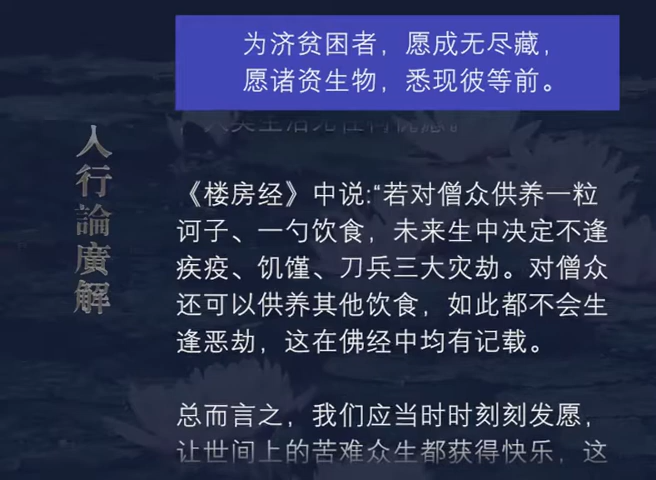 为济贫困者，愿成无尽藏，
愿诸资生物，悉现彼等前。
入行論廣解
《楼房经》中说:“若对僧众供养一粒
诃子、一勺饮食，未来生中决定不逢
疾疫、饥馑、刀兵三大灾劫。对僧众
还可以供养其他饮食，如此都不会生
逢恶劫，这在佛经中均有记载。
总而言之，我们应当时时刻刻发愿，
让世间上的苦难众生都获得快乐，这